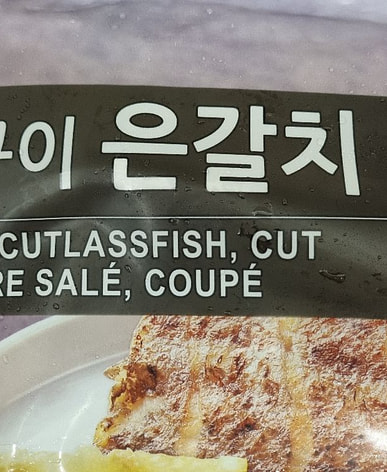 은갈치
CUTLASSFISH, CUT
SALÉ, COUPÉ